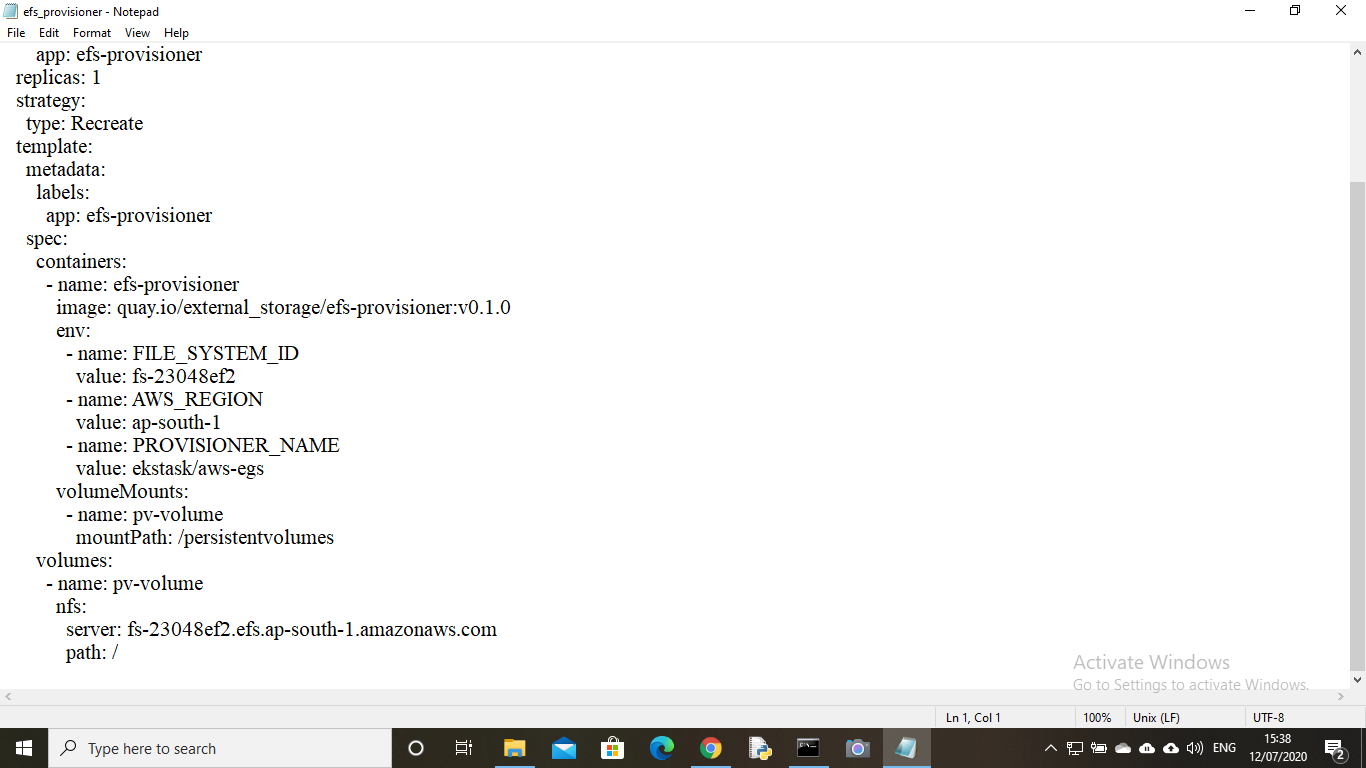 efs_provisioner - Notepad
File Edit Format View Help
app: efs-provisioner
replicas: 1
strategy:
type: Recreate
template:
metadata:
labels:
app: efs-provisioner
spec:
containers:
- name: efs-provisioner
image: quay.io/external_storage/efs-provisioner:v0.1.0
env:
- name: FILE_SYSTEM_ID
value: fs-23048ef2
- name: AWS_REGION
value: ap-south-1
- name: PROVISIONER_NAME
value: ekstask/aws-egs
volumeMounts:
- name: pv-volume
mountPath: /persistentvolumes
volumes:
- name: pv-volume
nfs:
server: fs-23048ef2.efs.ap-south-1.amazonaws.com
path: /
Activate Windows
Go to Settings to activate Windows.
Ln 1, Col 1 100% Unix (LF) UTF-8
Type here to search
ENG
15:38
12/07/2020
2